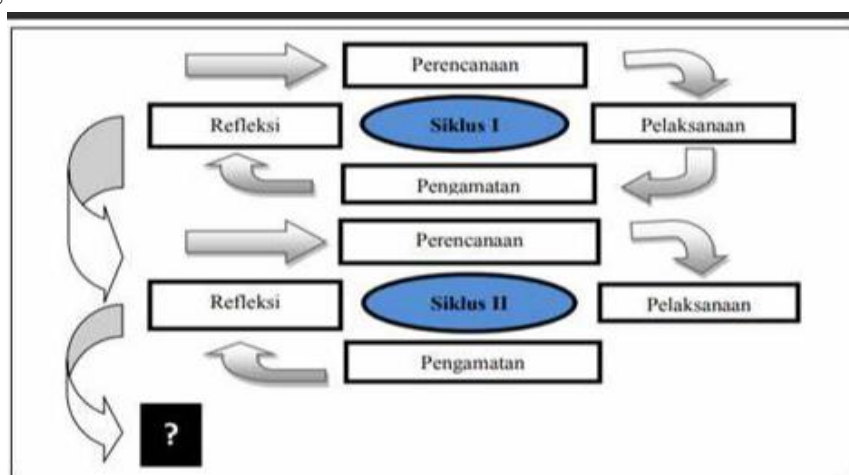 Perencanaan
Refleksi
Siklus I
Pelaksanaan
Pengamatan
Perencanaan
Refleksi
Siklus II
Pelaksanaan
Pengamatan
?